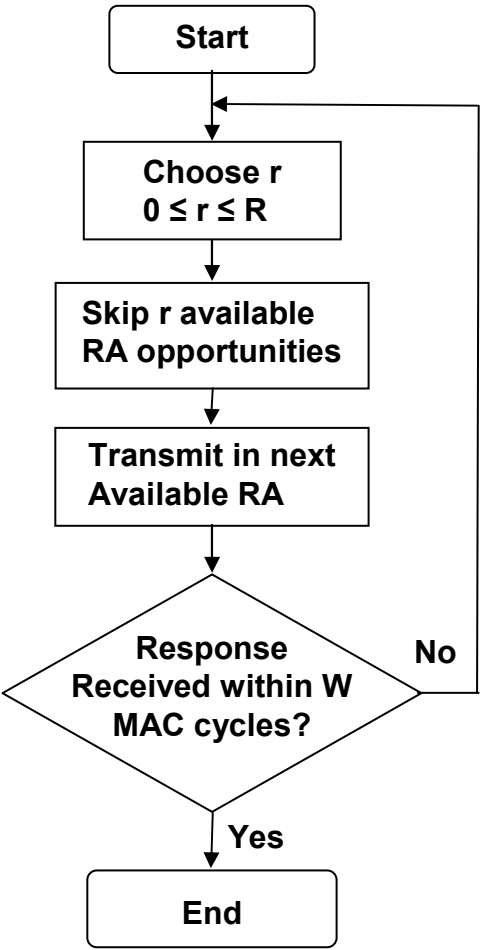 Start
Choose r
0 ≤ r ≤ R
Skip r available
RA opportunities
Transmit in next
Available RA
Response
Received within W
MAC cycles?
No
Yes
End